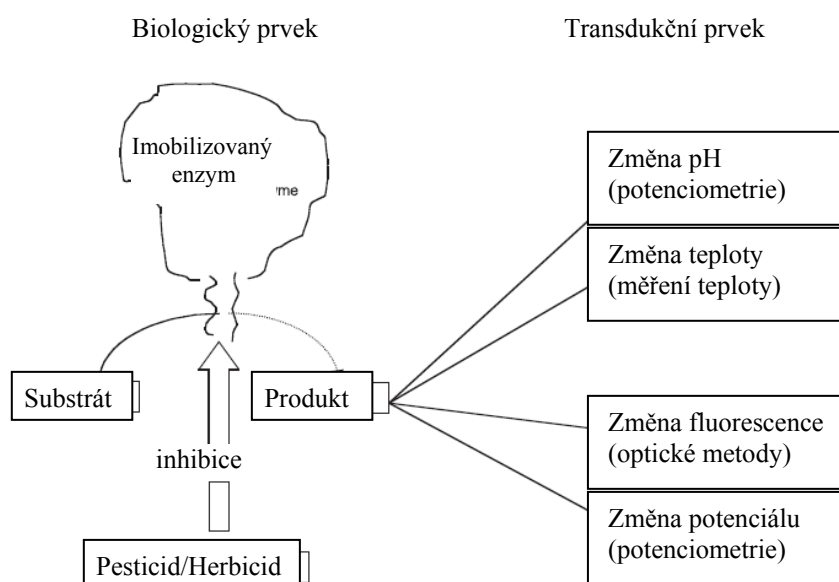 Biologický prvek
Transdukční prvek
Imobilizovaný
enzym
yme
Změna pH
(potenciometrie)
Změna teploty
(měření teploty)
Substrát
Produkt
Změna fluorescence
(optické metody)
inhibice
Změna potenciálu
(potenciometrie)
Pesticid/Herbicid